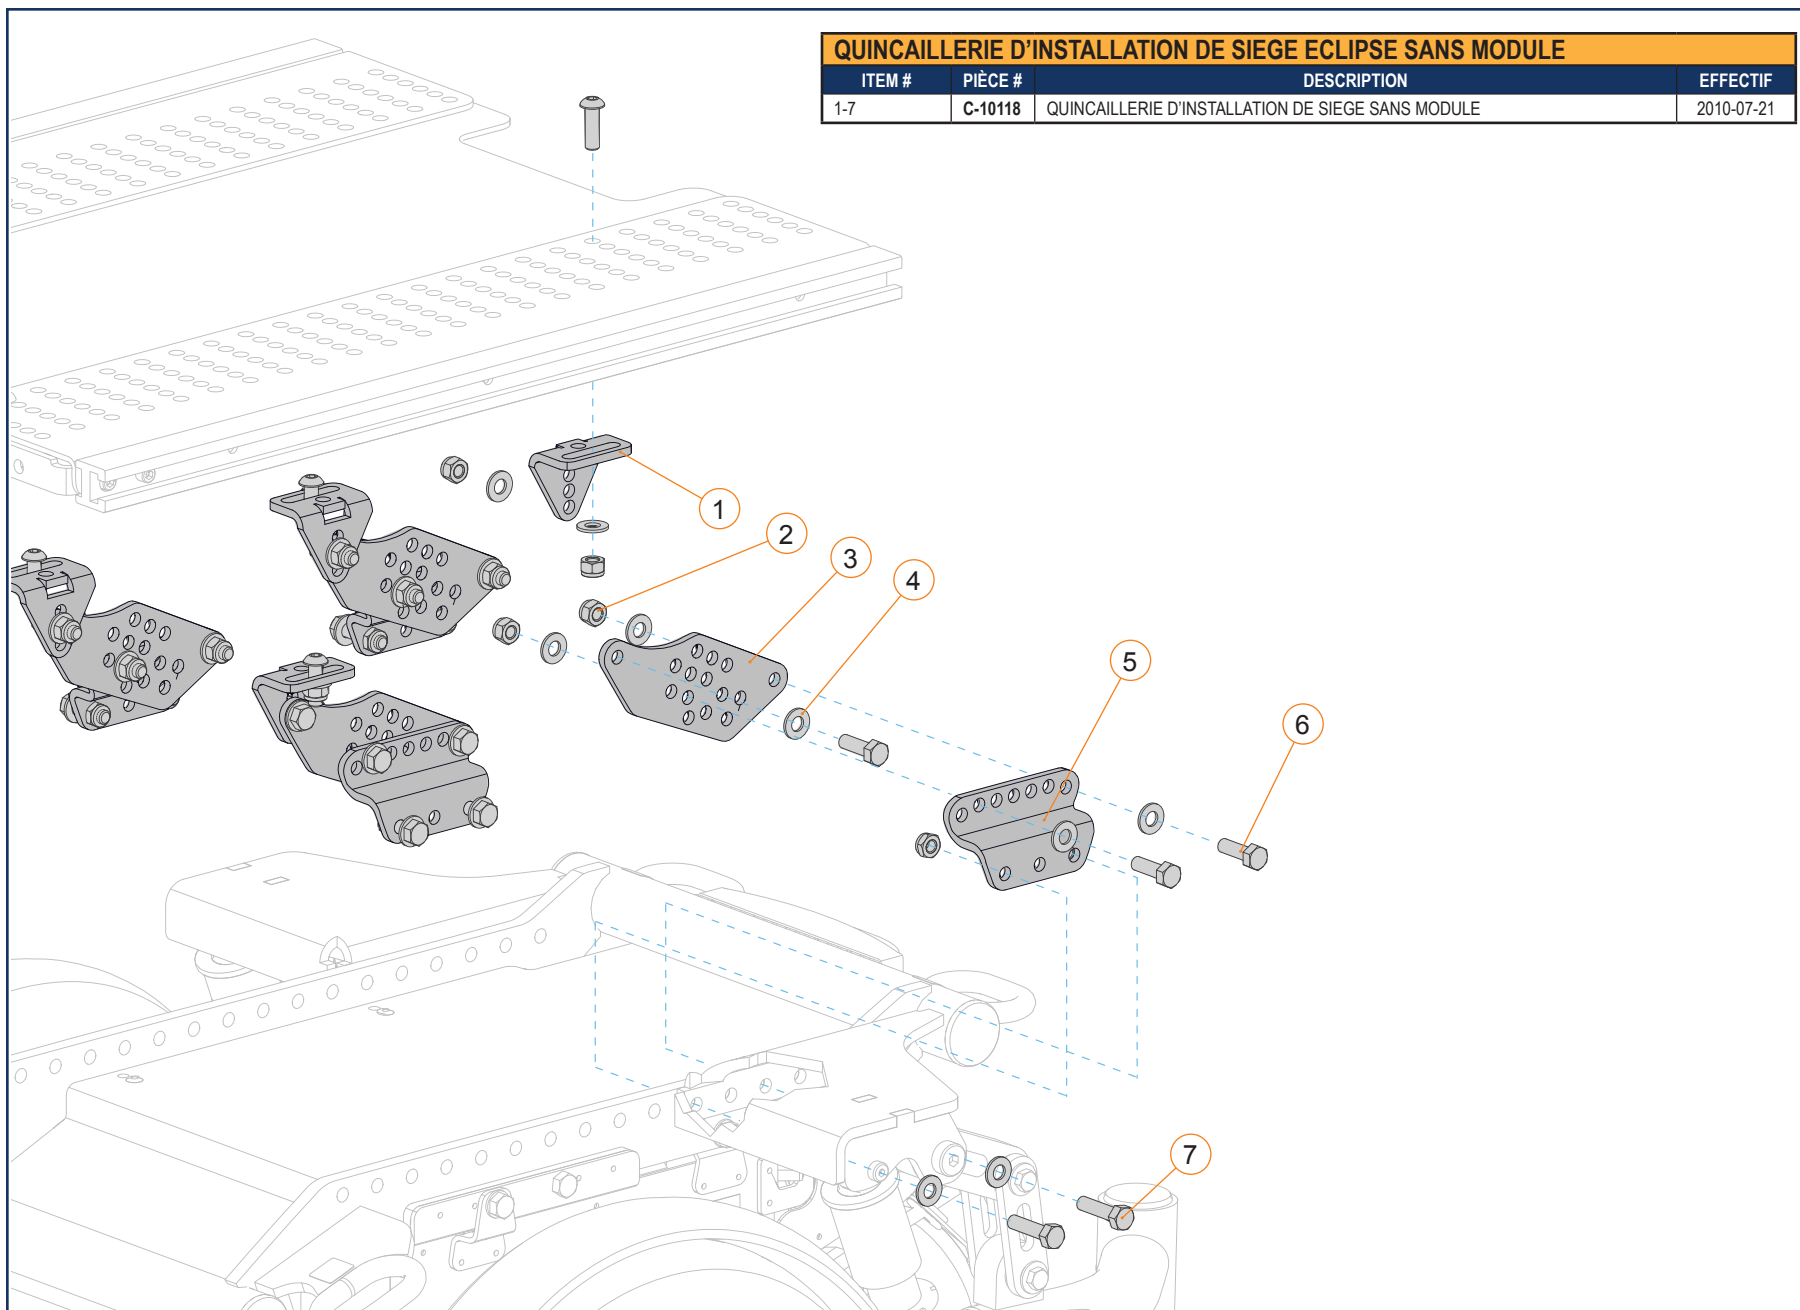 QUINCAILLERIE D'INSTALLATION DE SIEGE ECLIPSE SANS MODULE
ITEM # PIÈCE # DESCRIPTION EFFECTIF
1-7 C-10118 QUINCAILLERIE D'INSTALLATION DE SIEGE SANS MODULE 2010-07-21
1
2
3
4
5
6
7